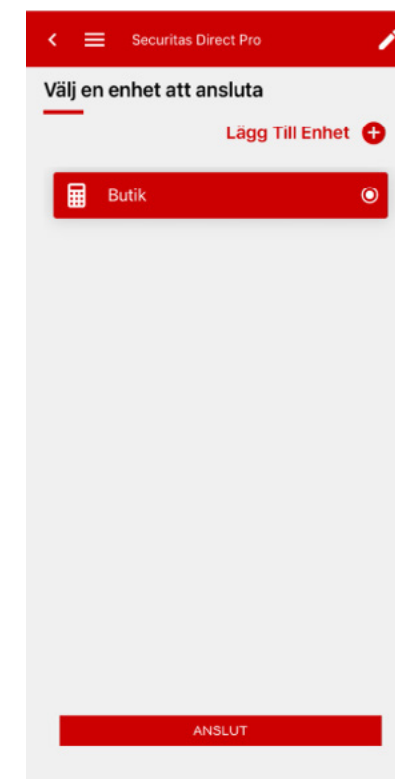 Securitas Direct Pro
Välj en enhet att ansluta
Lägg Till Enhet
Butik
ANSLUT